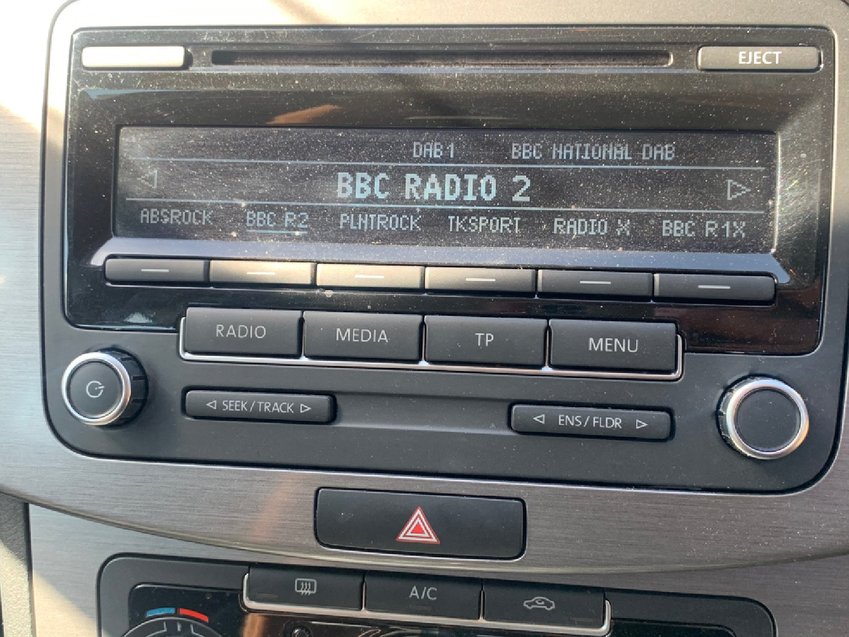 EJECT
DAB1 BBC NATIONAL DAB
BBC RADIO 2
ABSROCK BBC R2 PLNTROCK TKSPORT RADIO X BBC R1X
RADIO MEDIA TP MENU
SEEK/TRACK ENS/FLDR
A/C